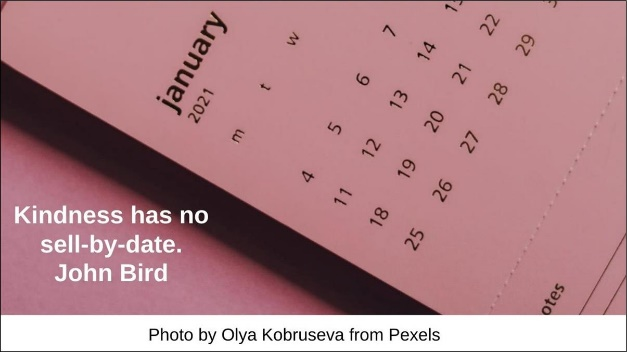 january
2021
m t w
4 5 6 7
11 12 13 14
18 19 20 21 22
25 26 27 28 29
otes
Kindness has no
sell-by-date.
John Bird
Photo by Olya Kobruseva from Pexels